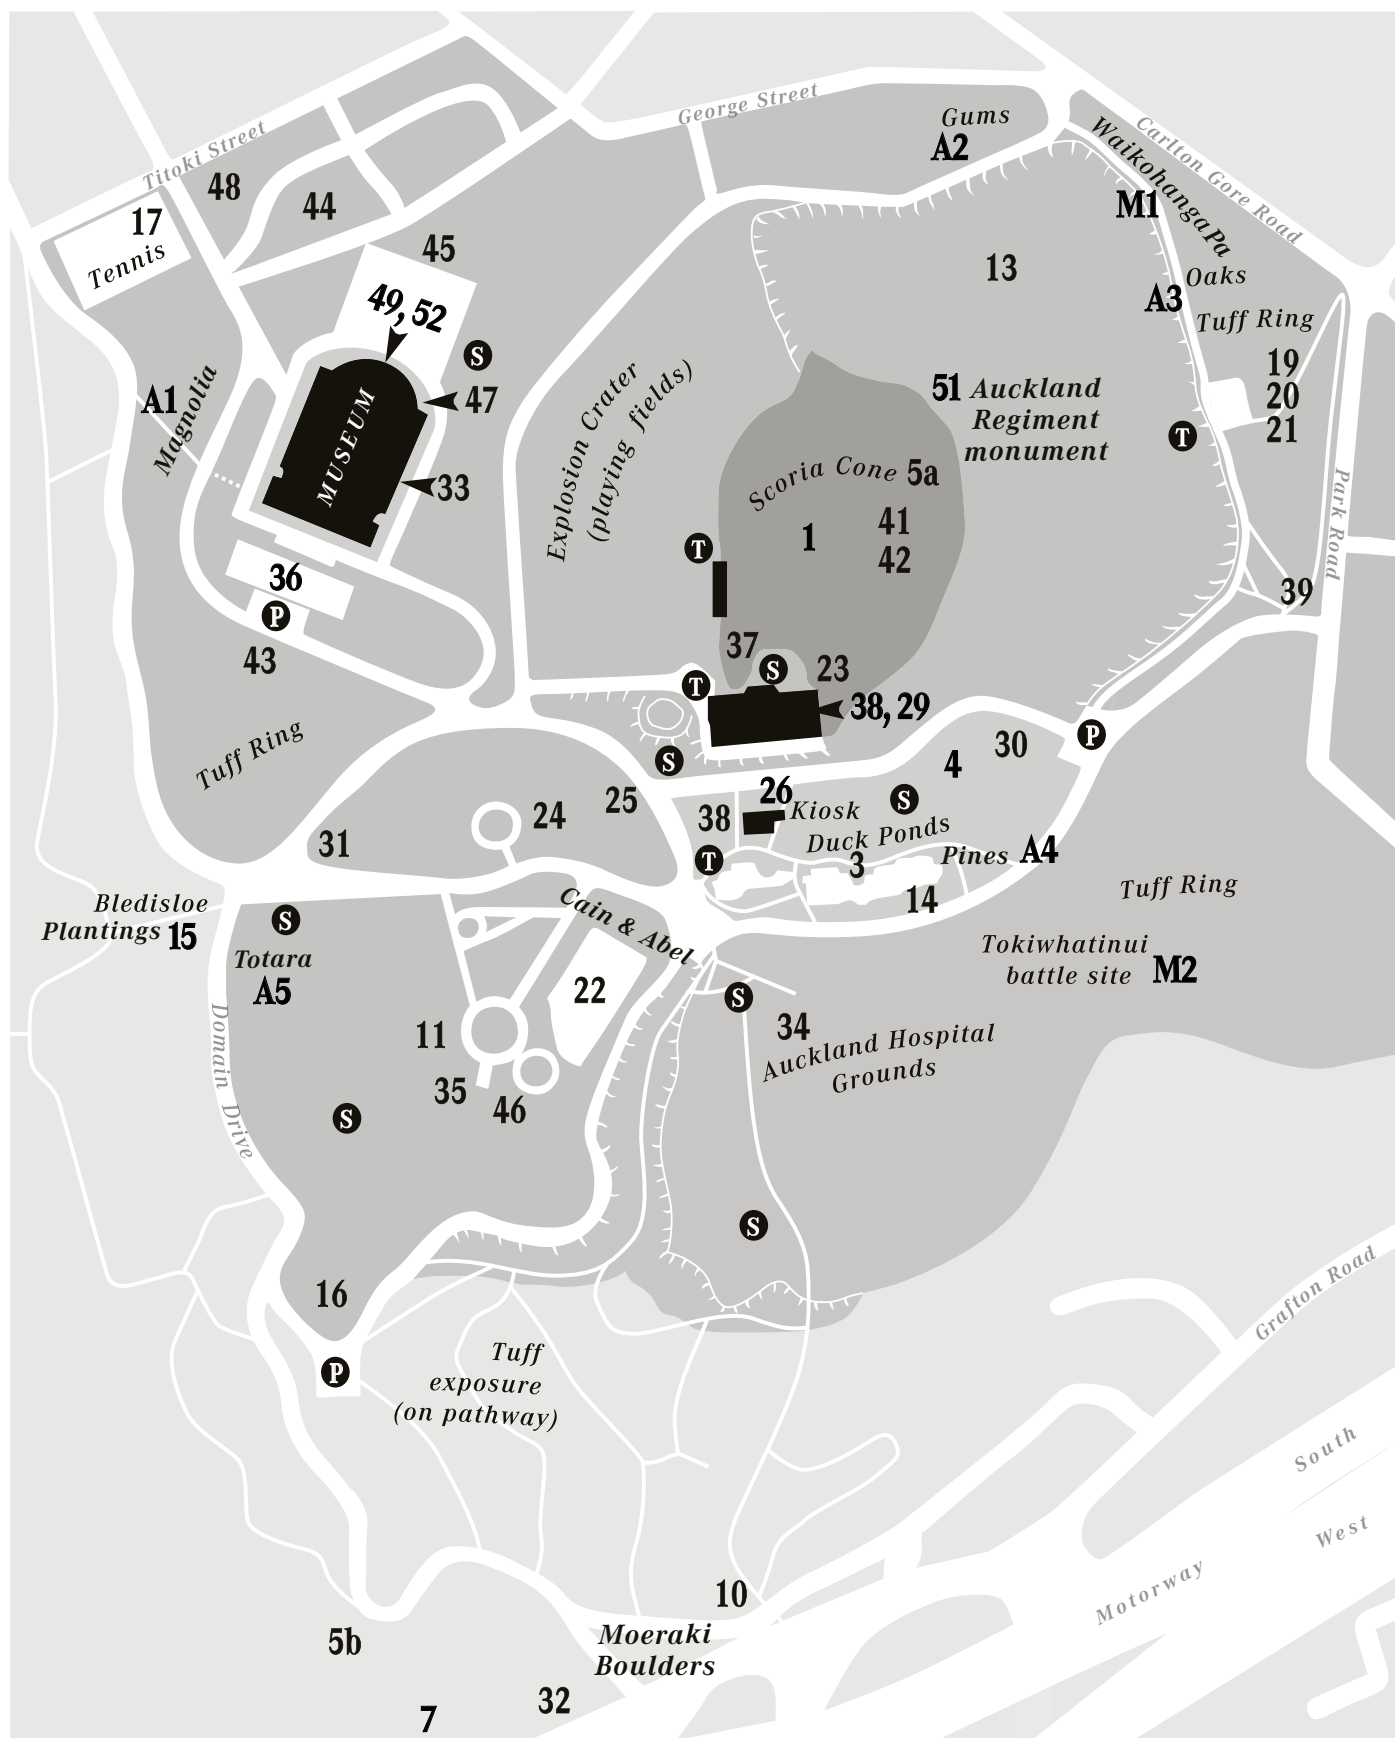 George Street
Gums
A2
Carlton Gore Road
Waikohanga Pa
M1
Titoki Street
48
44
17
Tennis
45
13
Oaks
A3
Tuff Ring
49, 52
S
47
MUSEUM
33
A1
Magnolia
36
P
43
Explosion Crater
(playing fields)
51 Auckland
Regiment
monument
19
20
21
T
Park Road
39
Scoria Cone 5a
41
42
1
T
37
S
23
T
38, 29
P
30
4
S
S
26
Kiosk
38
Duck Ponds
T
3
14
Pines A4
Tuff Ring
25
24
31
Tuff Ring
Bledisloe
Plantings 15
S
Totara
A5
Cain & Abel
22
11
35
46
Domain Drive
S
Tokiwhatinui
battle site M2
S
34
Auckland Hospital
Grounds
S
16
P
Tuff
exposure
(on pathway)
Grafton Road
South
West
Motorway
10
Moeraki
Boulders
5b
32
7